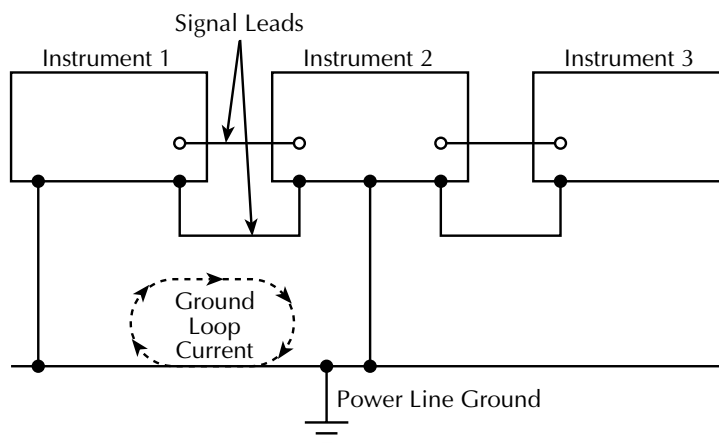 Signal Leads
Instrument 1
Instrument 2
Instrument 3
Ground
Loop
Current
Power Line Ground